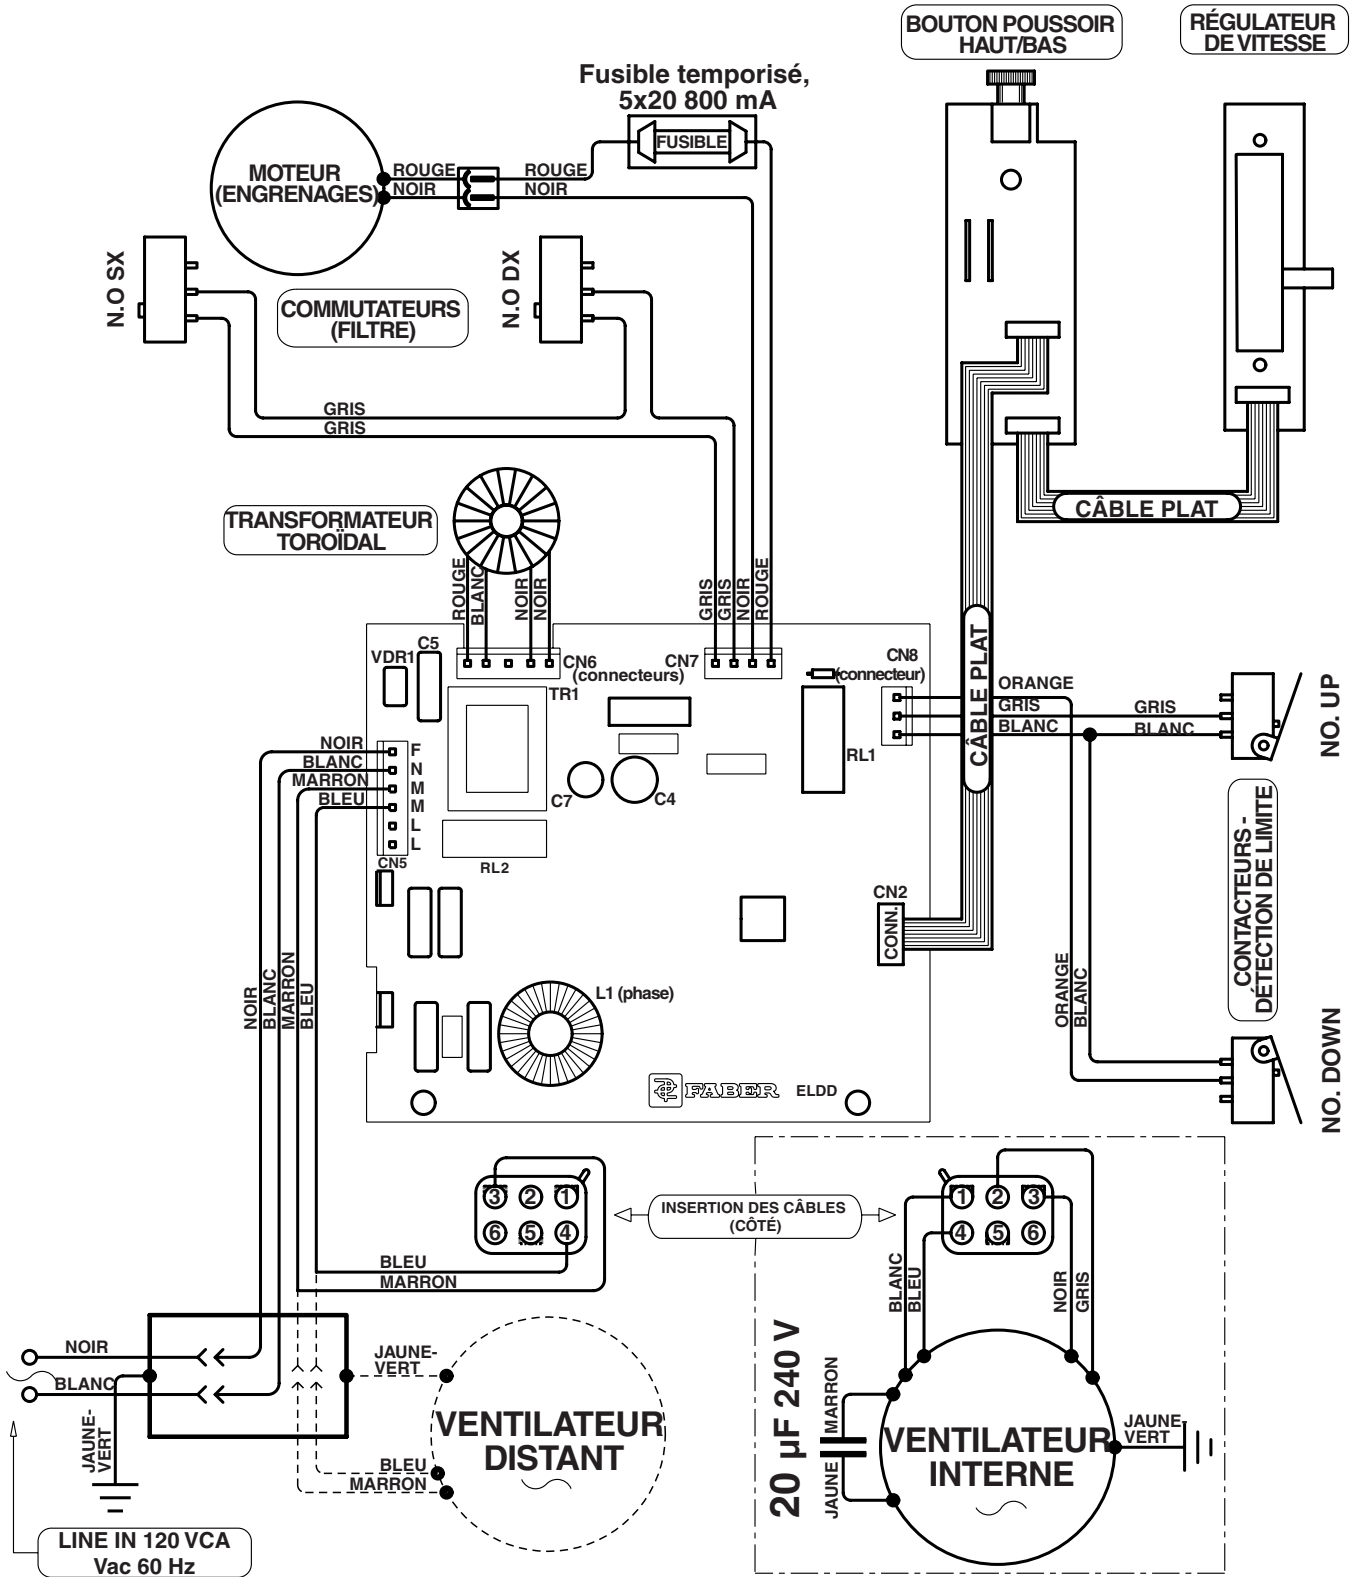 BOUTON POUSSOIR
HAUT/BAS
RÉGULATEUR
DE VITESSE
Fusible temporisé,
5x20 800 mA
FUSIBLE
MOTEUR
(ENGRENAGES)
ROUGE
NOIR
ROUGE
NOIR
N.O SX
COMMUTATEURS
(FILTRE)
N.O DX
GRIS
GRIS
CÂBLE PLAT
TRANSFORMATEUR
TOROÏDAL
ROUGE
BLANC
NOIR
NOIR
GRIS
GRIS
NOIR
ROUGE
VDR1
C5
CN6
(connecteurs)
CN7
CN8
(connecteur)
TR1
CÂBLE PLAT
ORANGE
GRIS
BLANC
GRIS
BLANC
NO. UP
NOIR
BLANC
MARRON
BLEU
F
N
M
M
L
L
CN5
C7
C4
RL1
RL2
CN2
CONN.
CONTACTEURS -
DÉTECTION DE LIMITE
NOIR
BLANC
MARRON
BLEU
L1 (phase)
ORANGE
BLANC
FABER
ELDD
NO. DOWN
3 2 1
6 5 4
INSERTION DES CÂBLES
(CÔTÉ)
1 2 3
4 5 6
BLEU
MARRON
BLANC
BLEU
NOIR
GRIS
NOIR
BLANC
JAUNE-
VERT
JAUNE-
VERT
VENTILATEUR
DISTANT
BLEU
MARRON
20 µF 240 V
MARRON
JAUNE
VENTILATEUR
INTERNE
JAUNE-
VERT
LINE IN 120 VCA
Vac 60 Hz